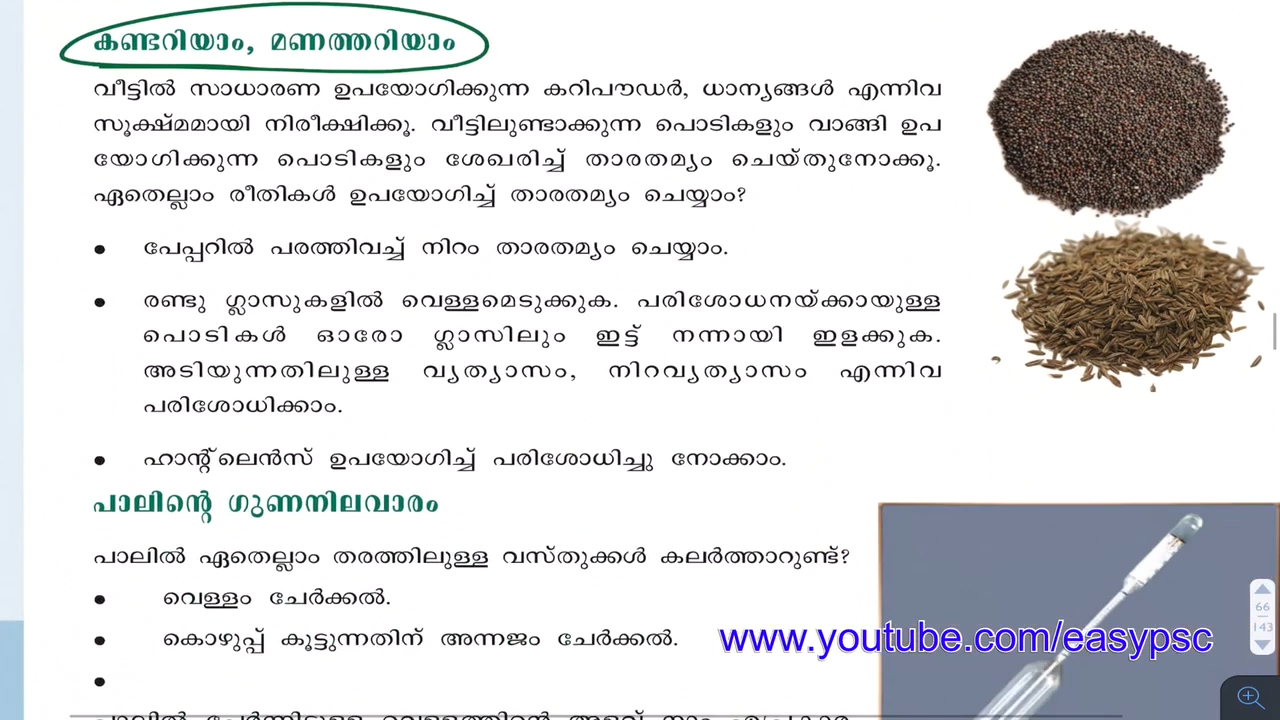 കണ്ടറിയാം, മണത്തറിയാം
വീട്ടിൽ സാധാരണ ഉപയോഗിക്കുന്ന കറിപൗഡർ, ധാന്യങ്ങൾ എന്നിവ
സൂക്ഷ്മമായി നിരീക്ഷിക്കൂ. വീട്ടിലുണ്ടാക്കുന്ന പൊടികളും വാങ്ങി ഉപ
യോഗിക്കുന്ന പൊടികളും ശേഖരിച്ച് താരതമ്യം ചെയ്തുനോക്കൂ.
ഏതെല്ലാം രീതികൾ ഉപയോഗിച്ച് താരതമ്യം ചെയ്യാം?
• പേപ്പറിൽ പരത്തിവച്ച് നിറം താരതമ്യം ചെയ്യാം.
• രണ്ടു ഗ്ലാസുകളിൽ വെള്ളമെടുക്കുക. പരിശോധനയ്ക്കായുള്ള
പൊടികൾ ഓരോ ഗ്ലാസിലും ഇട്ട് നന്നായി ഇളക്കുക.
അടിയുന്നതിലുള്ള വ്യത്യാസം, നിറവ്യത്യാസം എന്നിവ
പരിശോധിക്കാം.
• ഹാന്റ്ലെൻസ് ഉപയോഗിച്ച് പരിശോധിച്ചു നോക്കാം.
പാലിന്റെ ഗുണനിലവാരം
പാലിൽ ഏതെല്ലാം തരത്തിലുള്ള വസ്തുക്കൾ കലർത്താറുണ്ട്?
• വെള്ളം ചേർക്കൽ.
• കൊഴുപ്പ് കൂട്ടുന്നതിന് അന്നജം ചേർക്കൽ.
•
www.youtube.com/easypsc
66
143